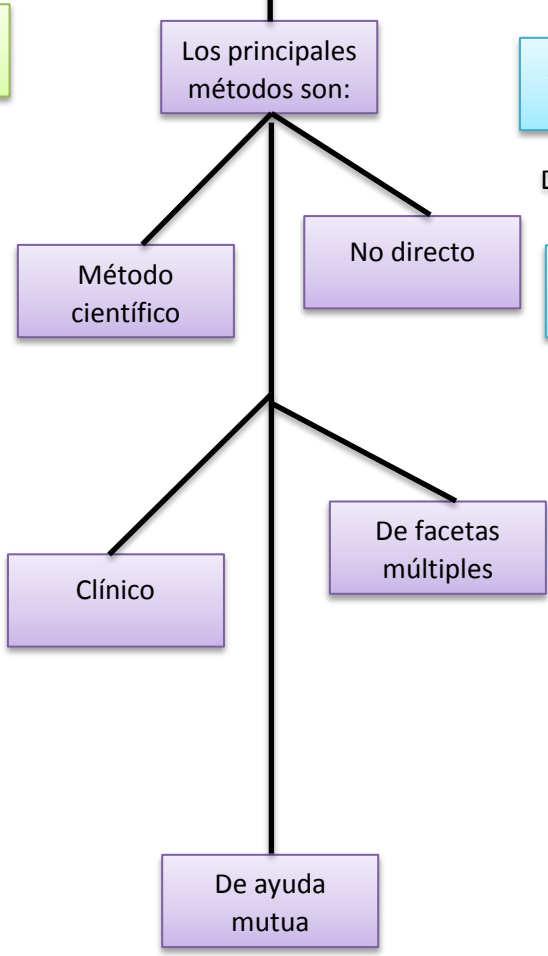 Los principales
métodos son:
D
No directo
Método
científico
De facetas
múltiples
Clínico
De ayuda
mutua